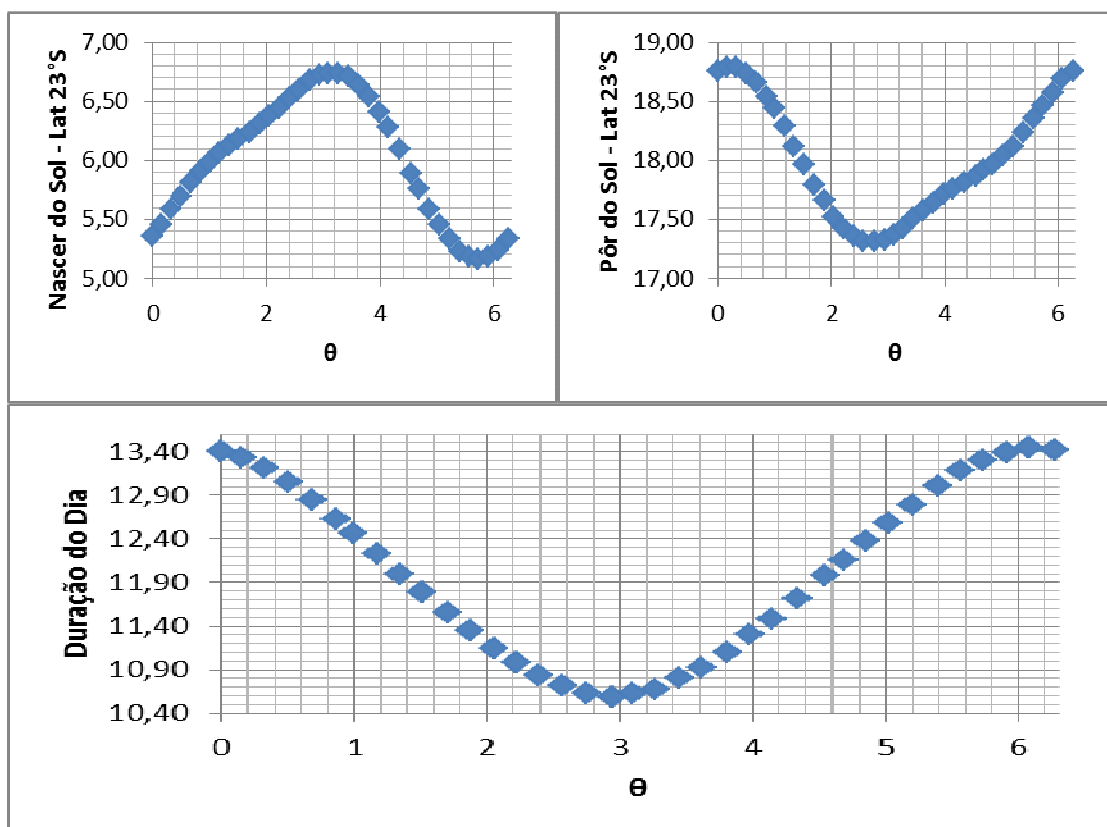 Nascer do Sol - Lat 23°S
7,00
6,50
6,00
5,50
5,00
0 2 4 6
θ
Pôr do Sol - Lat 23°S
19,00
18,50
18,00
17,50
17,00
0 2 4 6
θ
Duração do Dia
13,40
12,90
12,40
11,90
11,40
10,90
10,40
0 1 2 3 4 5 6
θ